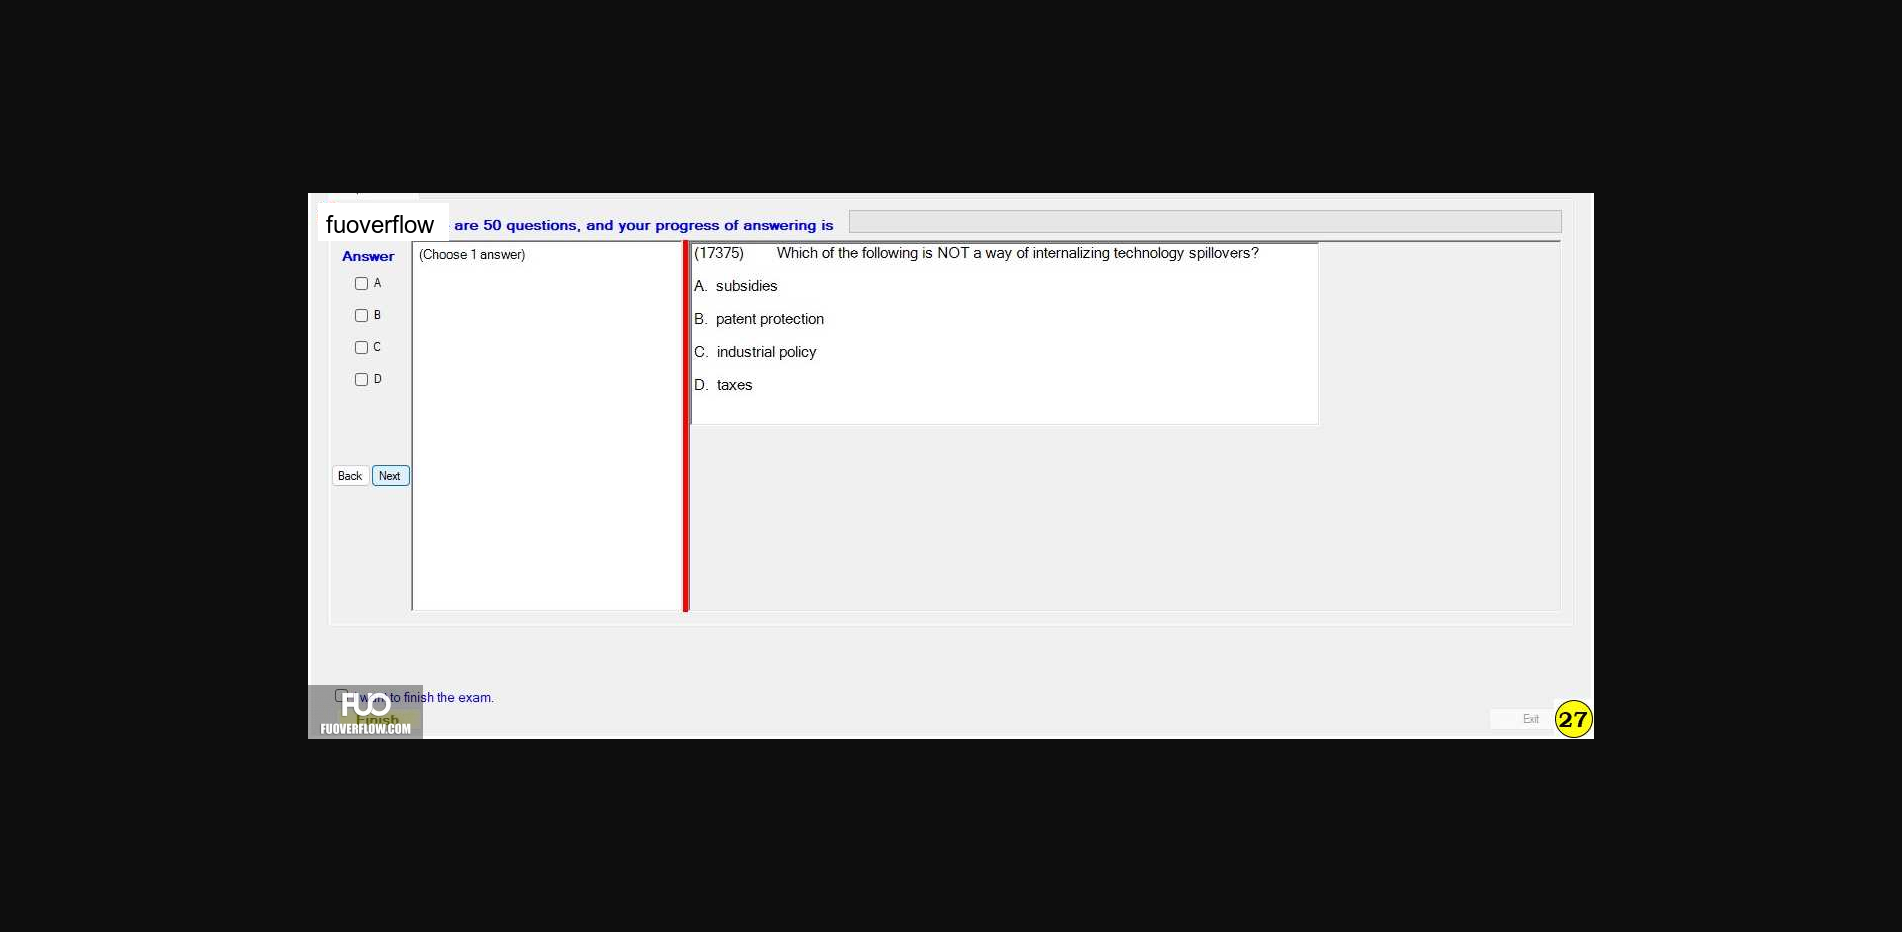 fuoverflow are 50 questions, and your progress of answering is
Answer
(Choose 1 answer)
A
B
C
D
Back Next
(17375) Which of the following is NOT a way of internalizing technology spillovers?
A. subsidies
B. patent protection
C. industrial policy
D. taxes
want to finish the exam.
FUO
Finish
FUOVERFLOW.COM
Exit
27